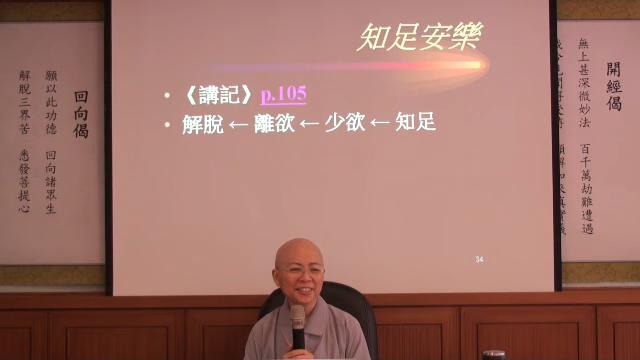 知足安樂
• 《講記》p.105
• 解脫 ← 離欲 ← 少欲 ← 知足
34
開經偈
無上甚深微妙法 百千萬劫難遭遇
回向偈
願以此功德 回向諸眾生
解脫三界苦 悉發菩提心